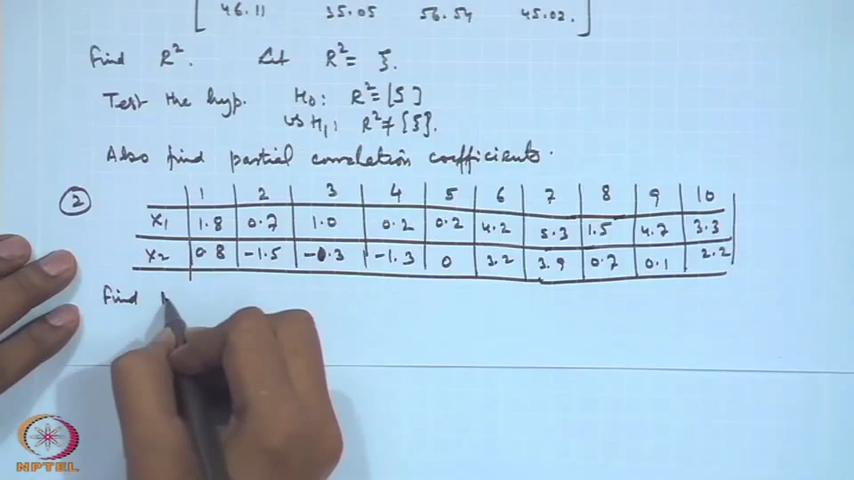 46.11 35.05 56.54 45.02.
Find R². Let R² = ξ.
Test the hyp. H₀: R² = [ξ]
vs H₁: R² ≠ {ξ}.
Also find partial correlation coefficients.
② 1 2 3 4 5 6 7 8 9 10
X1 1.8 0.7 1.0 0.2 0.2 4.2 5.3 1.5 4.7 3.3
X2 0.8 -1.5 -0.3 -1.3 0 3.2 3.9 0.7 0.1 2.2
Find
NPTEL